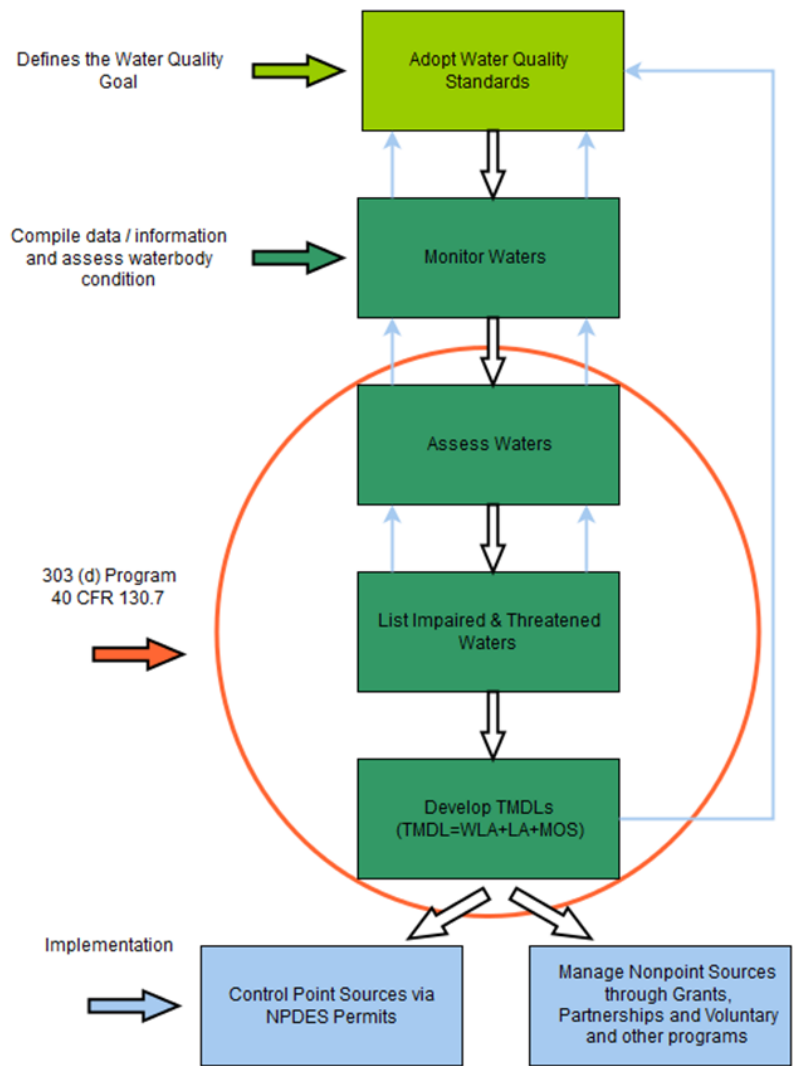 Defines the Water Quality
Goal
Adopt Water Quality
Standards
Compile data / information
and assess waterbody
condition
Monitor Waters
Assess Waters
303 (d) Program
40 CFR 130.7
List Impaired & Threatened
Waters
Develop TMDLs
(TMDL=WLA+LA+MOS)
Implementation
Control Point Sources via
NPDES Permits
Manage Nonpoint Sources
through Grants,
Partnerships and Voluntary
and other programs